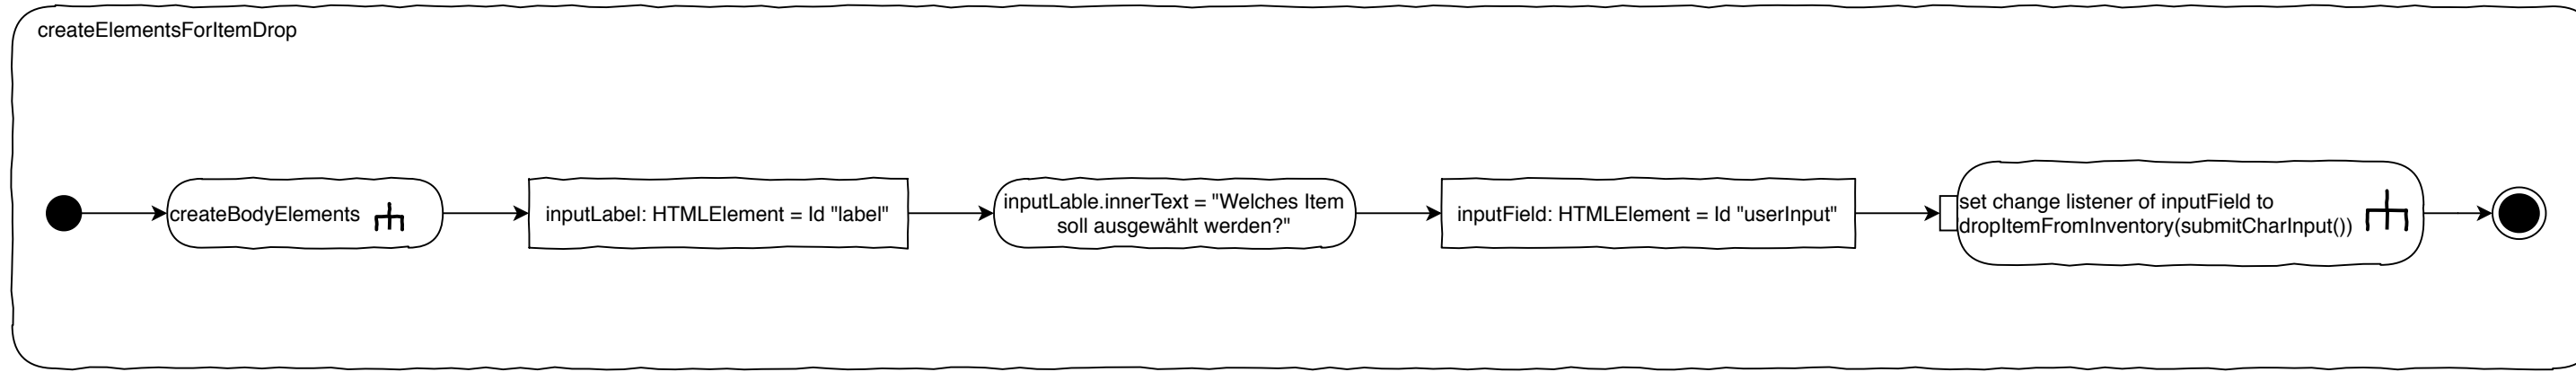 createElementsForItemDrop
createBodyElements
inputLabel: HTMLElement = Id "label"
inputLable.innerText = "Welches Item
soll ausgewählt werden?"
inputField: HTMLElement = Id "userInput"
set change listener of inputField to
dropItemFromInventory(submitCharInput())